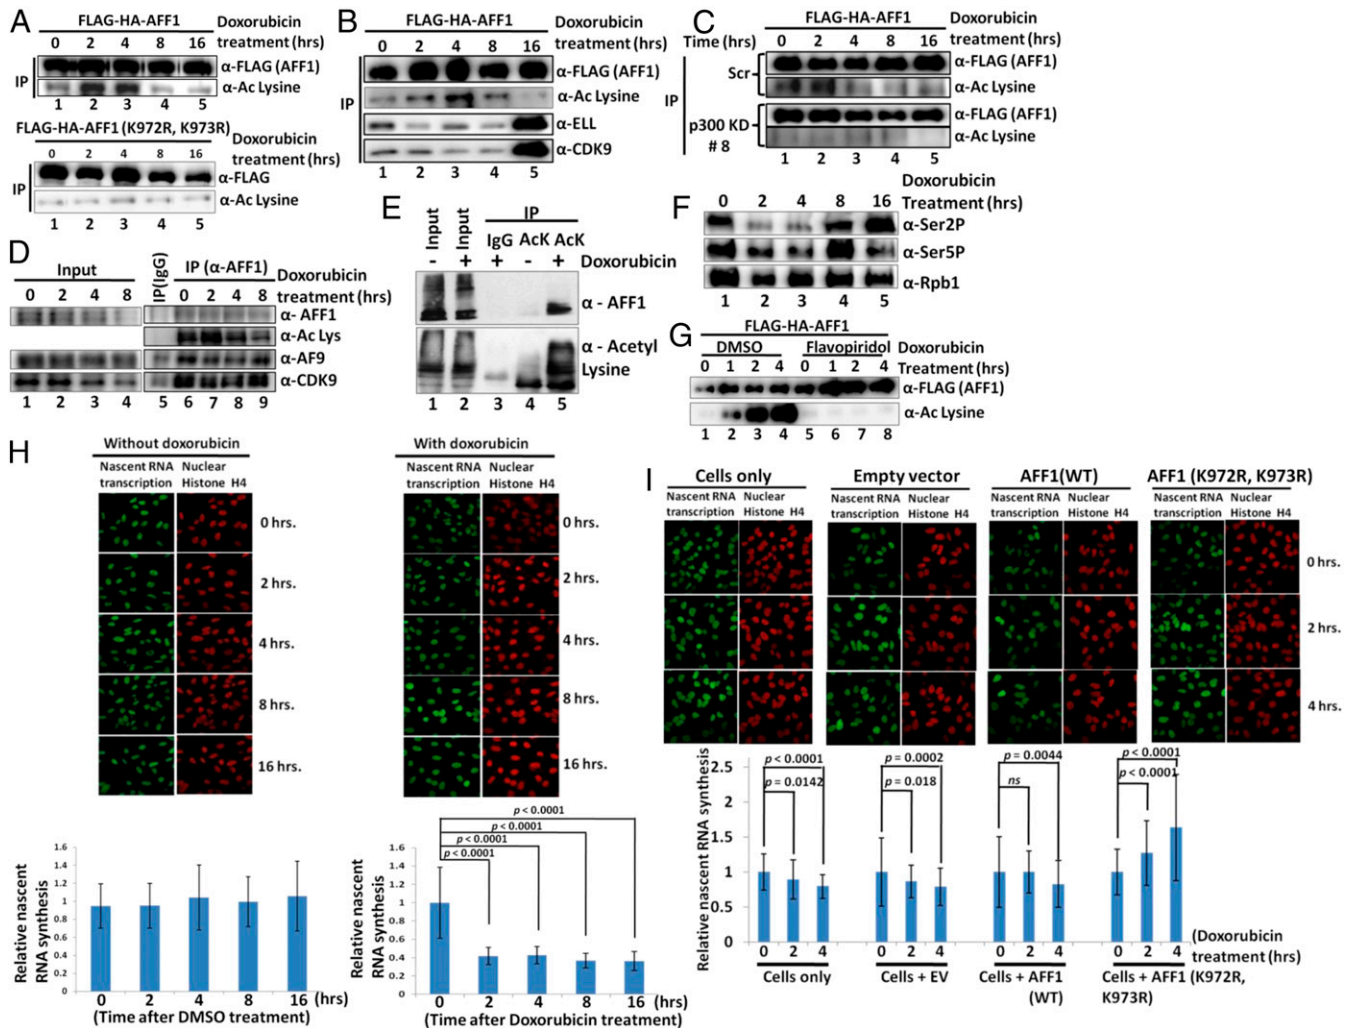 A
FLAG-HA-AFF1
Doxorubicin
0 2 4 8 16 treatment (hrs)
IP
α-FLAG (AFF1)
α-Ac Lysine
1 2 3 4 5
FLAG-HA-AFF1 (K972R, K973R)
Doxorubicin
0 2 4 8 16 treatment (hrs)
IP
α-FLAG
α-Ac Lysine
1 2 3 4 5
B
FLAG-HA-AFF1
Doxorubicin
0 2 4 8 16 treatment (hrs)
IP
α-FLAG (AFF1)
α-Ac Lysine
α-ELL
α-CDK9
1 2 3 4 5
C
FLAG-HA-AFF1
Doxorubicin
Time (hrs) 0 2 4 8 16 treatment (hrs)
IP
Scr
α-FLAG (AFF1)
α-Ac Lysine
p300 KD
# 8
α-FLAG (AFF1)
α-Ac Lysine
1 2 3 4 5
D
Input IP(IgG) IP (α-AFF1) Doxorubicin
0 2 4 8 0 2 4 8 treatment (hrs)
α- AFF1
α-Ac Lys
α-AF9
α-CDK9
1 2 3 4 5 6 7 8 9
E
IP
Input Input IgG AcK AcK
- + + - + Doxorubicin
α - AFF1
α - Acetyl
Lysine
1 2 3 4 5
F
Doxorubicin
0 2 4 8 16 Treatment (hrs)
α-Ser2P
α-Ser5P
α-Rpb1
1 2 3 4 5
G
FLAG-HA-AFF1
DMSO Flavopiridol Doxorubicin
0 1 2 4 0 1 2 4 Treatment (hrs)
α-FLAG (AFF1)
α-Ac Lysine
1 2 3 4 5 6 7 8
H
Without doxorubicin
Nascent RNA Nuclear
transcription Histone H4
0 hrs.
2 hrs.
4 hrs.
8 hrs.
16 hrs.
With doxorubicin
Nascent RNA Nuclear
transcription Histone H4
0 hrs.
2 hrs.
4 hrs.
8 hrs.
16 hrs.
Relative nascent
RNA synthesis
1.6
1.4
1.2
1
0.8
0.6
0.4
0.2
0
0 2 4 8 16 (hrs)
(Time after DMSO treatment)
Relative nascent
RNA synthesis
1.6
1.4
1.2
1
0.8
0.6
0.4
0.2
0
p < 0.0001
p < 0.0001
p < 0.0001
p < 0.0001
0 2 4 8 16 (hrs)
(Time after Doxorubicin treatment)
I
Cells only Empty vector AFF1(WT) AFF1 (K972R, K973R)
Nascent RNA Nuclear Nascent RNA Nuclear Nascent RNA Nuclear Nascent RNA Nuclear
transcription Histone H4 transcription Histone H4 transcription Histone H4 transcription Histone H4
0 hrs.
2 hrs.
4 hrs.
Relative nascent RNA synthesis
2.5
2
1.5
1
0.5
0
p < 0.0001
p = 0.0142
p = 0.0002
p = 0.018
p = 0.0044
ns
p < 0.0001
p < 0.0001
0 2 4 0 2 4 0 2 4 0 2 4 (Doxorubicin
treatment (hrs)
Cells only Cells + EV Cells + AFF1 Cells + AFF1 (K972R,
(WT) K973R)